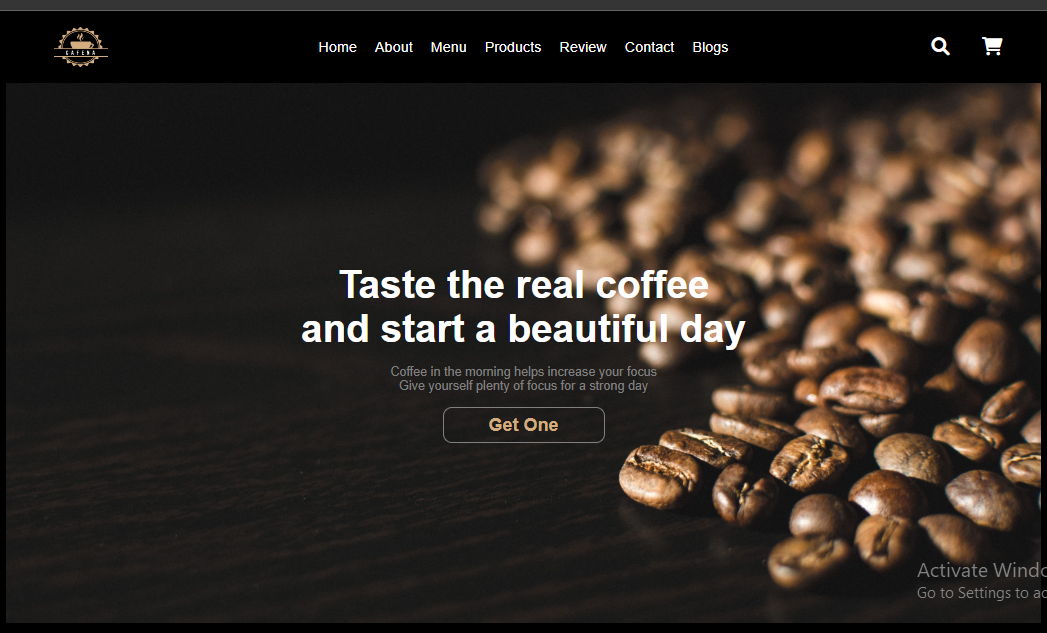 CAFENA
Home About Menu Products Review Contact Blogs
Taste the real coffee
and start a beautiful day
Coffee in the morning helps increase your focus
Give yourself plenty of focus for a strong day
Get One
Activate Windo
Go to Settings to ac